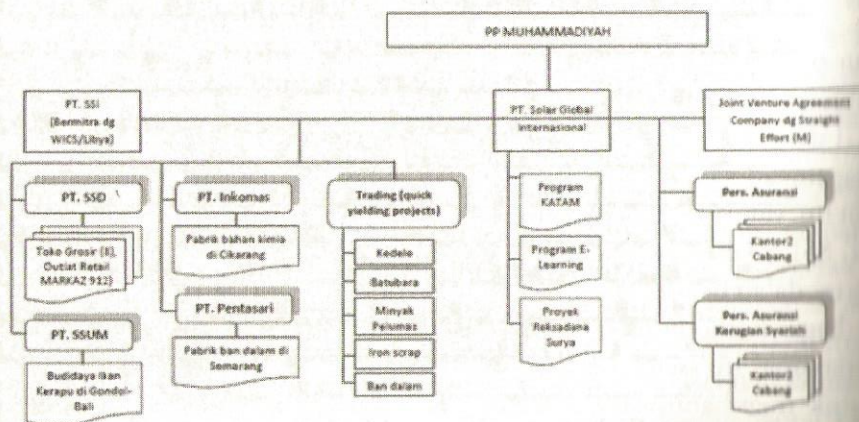 PP MUHAMMADIYAH
PT. SSI
(Bermitra dg
WICS/Libya)
PT. Solar Global
Internasional
Joint Venture Agreement
Company dg Straight
Effort (M)
PT. SSD
Toko Grosir (8),
Outlat Retail
MARKAZ 912)
PT. SSUM
Budidaya Ikan
Kerapu di Gondol-
Bali
PT. Inkomas
Pabrik bahan kimia
di Cikarang
PT. Pentasari
Pabrik ban dalam di
Semarang
Trading (quick
yielding projects)
Kedele
Batubara
Minyak
Pelumas
Iron scrap
Ban dalam
Program
KATAM
Program E-
Learning
Proyek
Reksadana
Surya
Pers. Asuransi
Kantor2
Cabang
Pers. Asuransi
Kerugian Syariah
Kantor2
Cabang